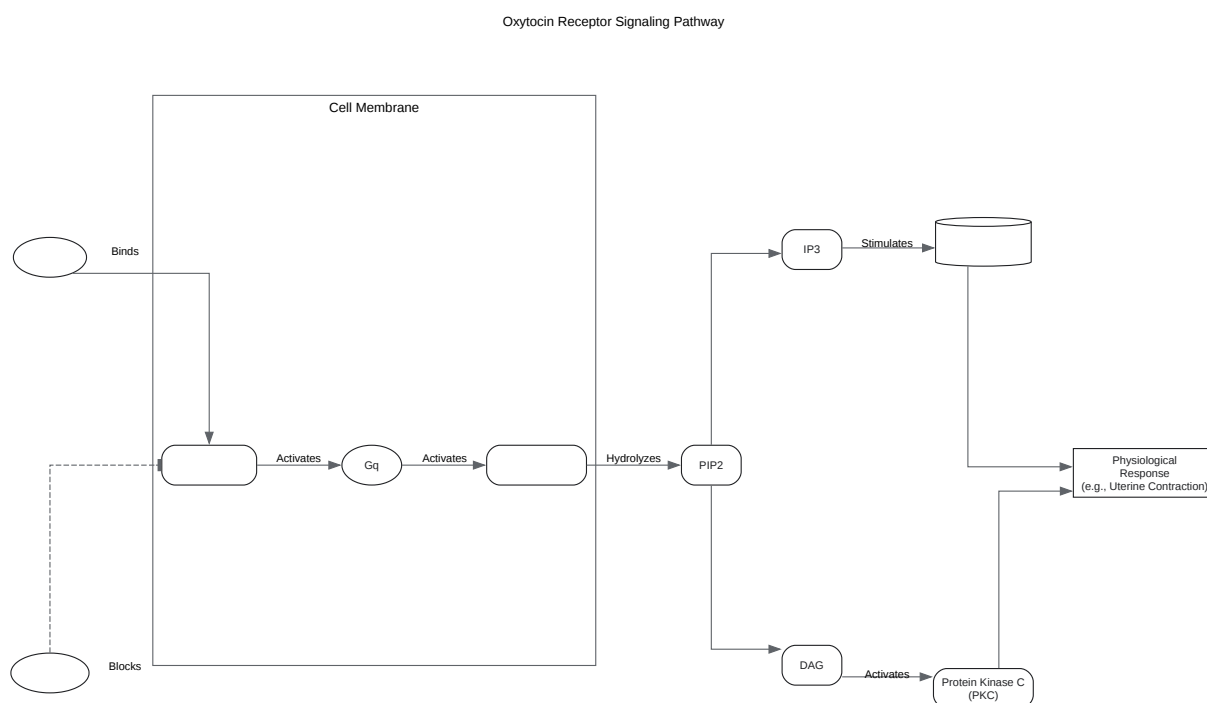 Oxytocin Receptor Signaling Pathway
Cell Membrane
Binds
IP3
Stimulates
Activates
Gq
Activates
Hydrolyzes
PIP2
Physiological
Response
(e.g., Uterine Contraction)
Blocks
DAG
Activates
Protein Kinase C
(PKC)